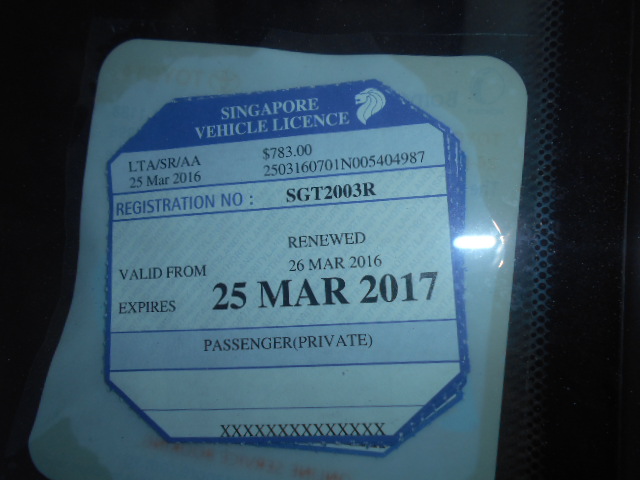 SINGAPORE
VEHICLE LICENCE
LTA/SR/AA $783.00
25 Mar 2016 2503160701N005404987
REGISTRATION NO : SGT2003R
RENEWED
VALID FROM 26 MAR 2016
EXPIRES 25 MAR 2017
PASSENGER(PRIVATE)
XXXXXXXXXXXXXX